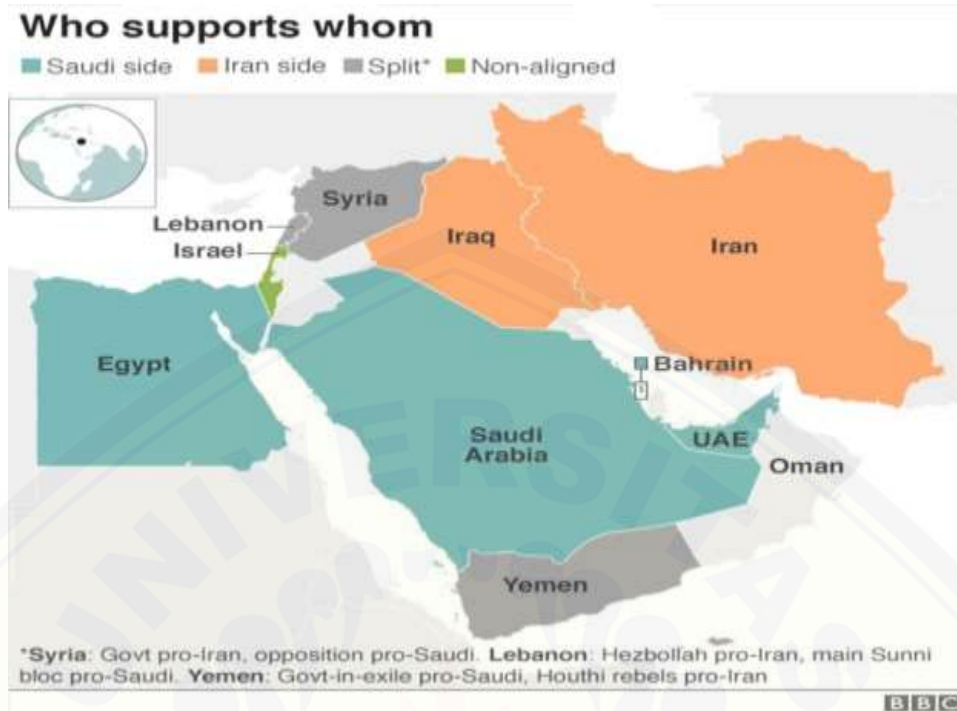 Who supports whom
Saudi side Iran side Split* Non-aligned
Syria
Lebanon
Israel
Iraq
Iran
Egypt
Bahrain
Saudi
Arabia
UAE
Oman
Yemen
UNIVERSITAS
*Syria: Govt pro-Iran, opposition pro-Saudi. Lebanon: Hezbollah pro-Iran, main Sunni
bloc pro-Saudi. Yemen: Govt-in-exile pro-Saudi, Houthi rebels pro-Iran
BBC